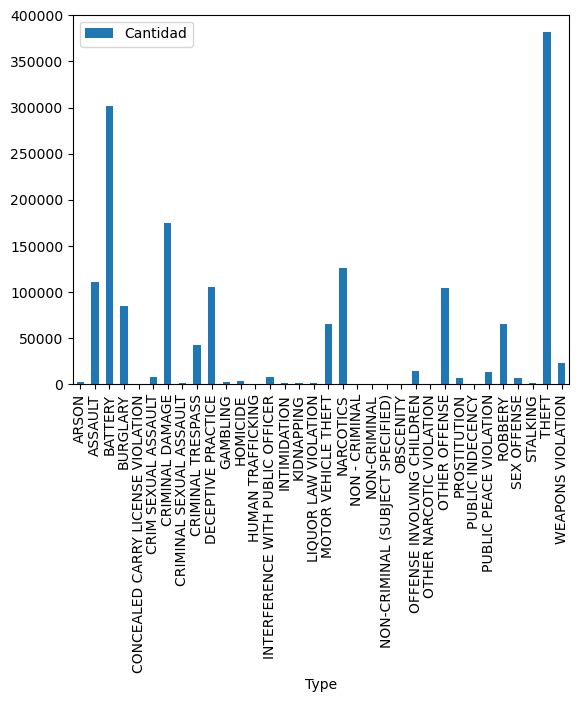 400000
350000
300000
250000
200000
150000
100000
50000
0
Cantidad
ARSON
ASSAULT
BATTERY
BURGLARY
CONCEALED CARRY LICENSE VIOLATION
CRIM SEXUAL ASSAULT
CRIMINAL DAMAGE
CRIMINAL SEXUAL ASSAULT
CRIMINAL TRESPASS
DECEPTIVE PRACTICE
GAMBLING
HOMICIDE
HUMAN TRAFFICKING
INTERFERENCE WITH PUBLIC OFFICER
INTIMIDATION
KIDNAPPING
LIQUOR LAW VIOLATION
MOTOR VEHICLE THEFT
NARCOTICS
NON - CRIMINAL
NON-CRIMINAL
NON-CRIMINAL (SUBJECT SPECIFIED)
OBSCENITY
OFFENSE INVOLVING CHILDREN
OTHER NARCOTIC VIOLATION
OTHER OFFENSE
PROSTITUTION
PUBLIC INDECENCY
PUBLIC PEACE VIOLATION
ROBBERY
SEX OFFENSE
STALKING
THEFT
WEAPONS VIOLATION
Type